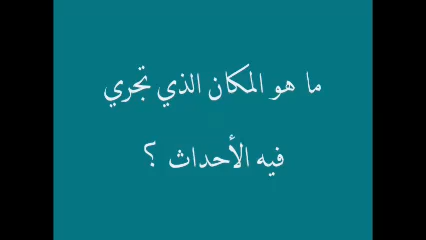 ما هو المكان الذي تجري
فيه الأحداث ؟